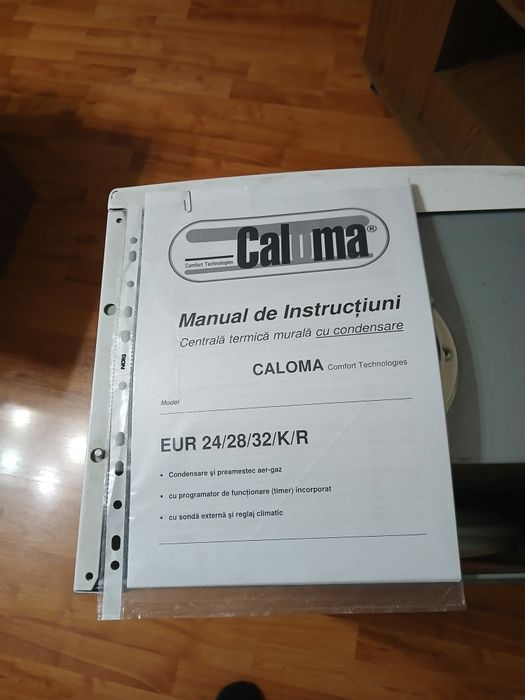 Caloma®
Comfort Technologies
Manual de Instrucțiuni
Centrală termică murală cu condensare
CALOMA Comfort Technologies
Model
EUR 24/28/32/K/R
• Condensare și preamestec aer-gaz
• cu programator de funcționare (timer) încorporat
• cu sondă externă și reglaj climatic
NOKI